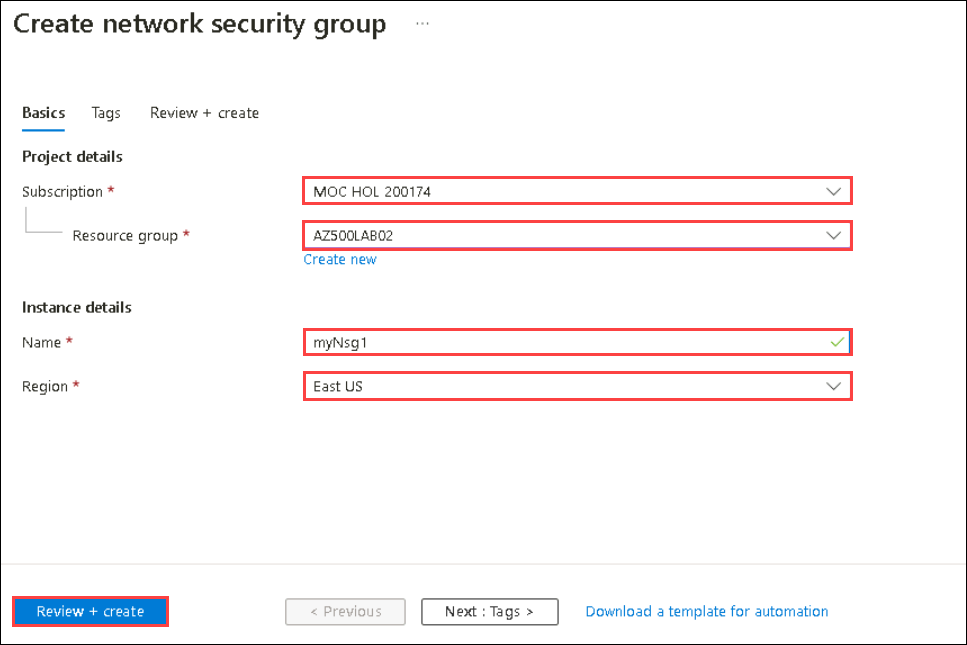 Create network security group ...
Basics Tags Review + create
Project details
Subscription * MOC HOL 200174
Resource group * AZ500LAB02
Create new
Instance details
Name * myNsg1
Region * East US
Review + create < Previous Next : Tags > Download a template for automation